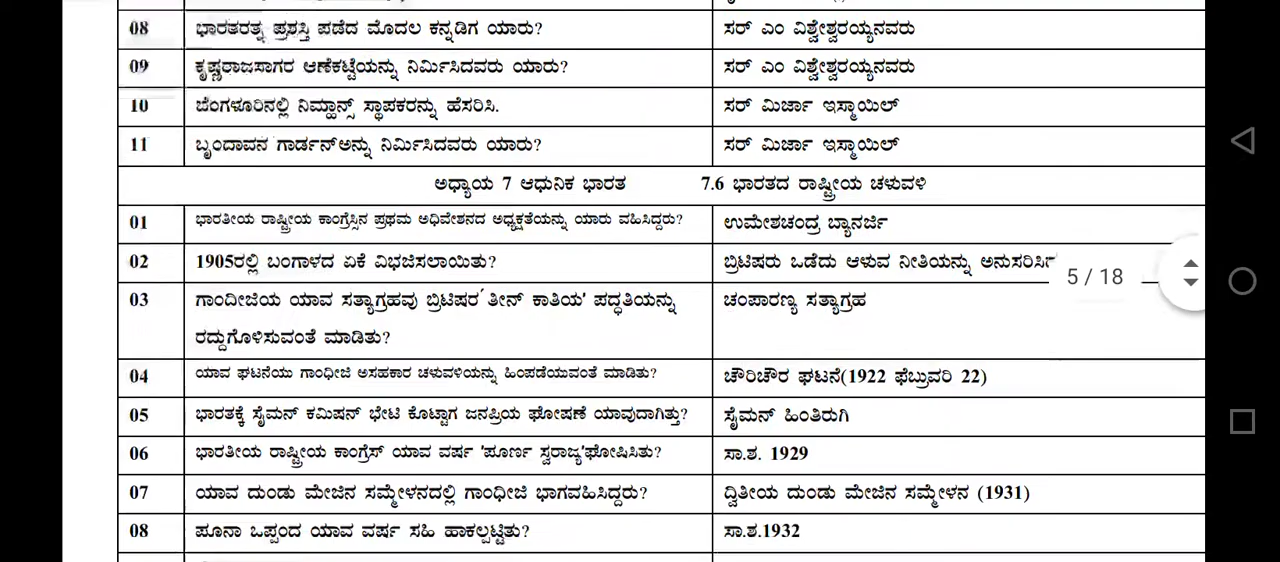 08 ಭಾರತರತ್ನ ಪ್ರಶಸ್ತಿ ಪಡೆದ ಮೊದಲ ಕನ್ನಡಿಗ ಯಾರು? ಸರ್ ಎಂ ವಿಶ್ವೇಶ್ವರಯ್ಯನವರು
09 ಕೃಷ್ಣರಾಜಸಾಗರ ಆಣೆಕಟ್ಟೆಯನ್ನು ನಿರ್ಮಿಸಿದವರು ಯಾರು? ಸರ್ ಎಂ ವಿಶ್ವೇಶ್ವರಯ್ಯನವರು
10 ಬೆಂಗಳೂರಿನಲ್ಲಿ ನಿಮ್ಹಾನ್ಸ್ ಸ್ಥಾಪಕರನ್ನು ಹೆಸರಿಸಿ. ಸರ್ ಮಿರ್ಜಾ ಇಸ್ಮಾಯಿಲ್
11 ಬೃಂದಾವನ ಗಾರ್ಡನ್‌ಅನ್ನು ನಿರ್ಮಿಸಿದವರು ಯಾರು? ಸರ್ ಮಿರ್ಜಾ ಇಸ್ಮಾಯಿಲ್
ಅಧ್ಯಾಯ 7 ಆಧುನಿಕ ಭಾರತ 7.6 ಭಾರತದ ರಾಷ್ಟ್ರೀಯ ಚಳುವಳಿ
01 ಭಾರತೀಯ ರಾಷ್ಟ್ರೀಯ ಕಾಂಗ್ರೆಸ್ಸಿನ ಪ್ರಥಮ ಅಧಿವೇಶನದ ಅಧ್ಯಕ್ಷತೆಯನ್ನು ಯಾರು ವಹಿಸಿದ್ದರು? ಉಮೇಶಚಂದ್ರ ಬ್ಯಾನರ್ಜಿ
02 1905ರಲ್ಲಿ ಬಂಗಾಳದ ಏಕೆ ವಿಭಜಿಸಲಾಯಿತು? ಬ್ರಿಟಿಷರು ಒಡೆದು ಆಳುವ ನೀತಿಯನ್ನು
5 / 18
03 ಗಾಂದೀಜಿಯ ಯಾವ ಸತ್ಯಾಗ್ರಹವು ಬ್ರಿಟಿಷರ ́ತೀನ್ ಕಾತಿಯ' ಪದ್ಧತಿಯನ್ನು ಚಂಪಾರಣ್ಯ ಸತ್ಯಾಗ್ರಹ
ರದ್ದುಗೊಳಿಸುವಂತೆ ಮಾಡಿತು?
04 ಯಾವ ಘಟನೆಯು ಗಾಂಧೀಜಿ ಅಸಹಕಾರ ಚಳುವಳಿಯನ್ನು ಹಿಂಪಡೆಯುವಂತೆ ಮಾಡಿತು? ಚೌರಿಚೌರ ಘಟನೆ(1922 ಫೆಬ್ರುವರಿ 22)
05 ಭಾರತಕ್ಕೆ ಸೈಮನ್ ಕಮಿಷನ್ ಭೇಟಿ ಕೊಟ್ಟಾಗ ಜನಪ್ರಿಯ ಘೋಷಣೆ ಯಾವುದಾಗಿತ್ತು? ಸೈಮನ್ ಹಿಂತಿರುಗಿ
06 ಭಾರತೀಯ ರಾಷ್ಟ್ರೀಯ ಕಾಂಗ್ರೆಸ್ ಯಾವ ವರ್ಷ 'ಪೂರ್ಣ ಸ್ವರಾಜ್ಯ'ಘೋಷಿಸಿತು? ಸಾ.ಶ. 1929
07 ಯಾವ ದುಂಡು ಮೇಜಿನ ಸಮ್ಮೇಳನದಲ್ಲಿ ಗಾಂಧೀಜಿ ಭಾಗವಹಿಸಿದ್ದರು? ದ್ವಿತೀಯ ದುಂಡು ಮೇಜಿನ ಸಮ್ಮೇಳನ (1931)
08 ಪೂನಾ ಒಪ್ಪಂದ ಯಾವ ವರ್ಷ ಸಹಿ ಹಾಕಲ್ಪಟ್ಟಿತು? ಸಾ.ಶ.1932